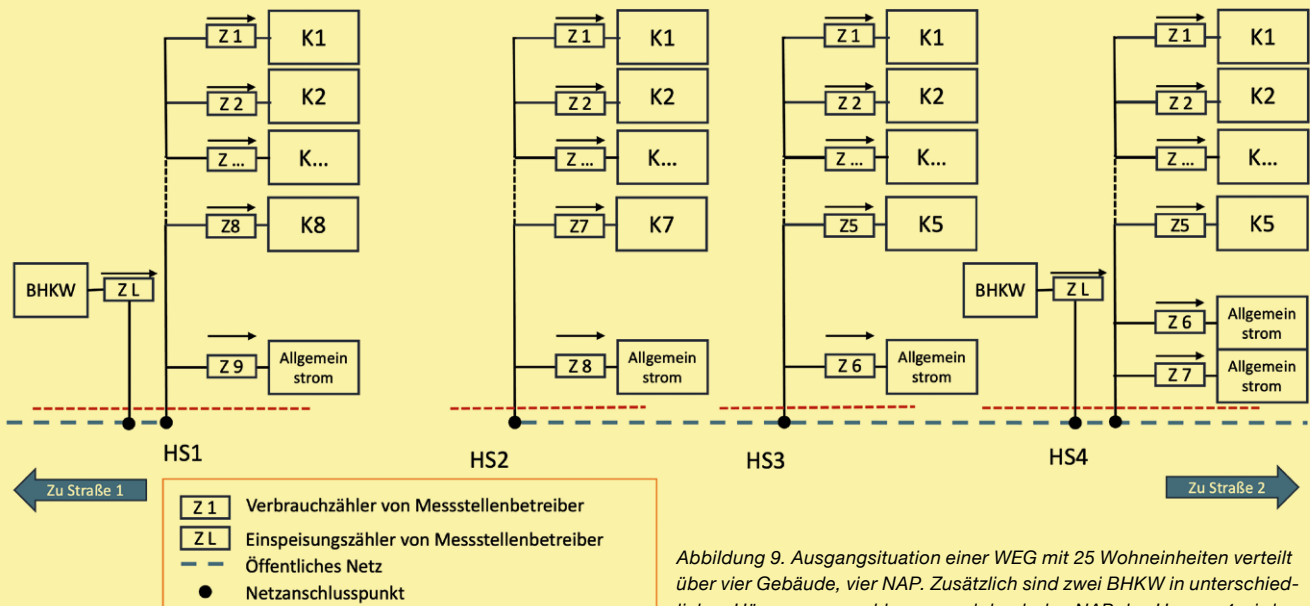 Z 1
K1
Z 2
K2
Z ...
K...
Z8
K8
BHKW
Z L
Z 9
Allgemein
strom
HS1
Z 1
K1
Z 2
K2
Z ...
K...
Z7
K7
Z 8
Allgemein
strom
HS2
Z 1
K1
Z 2
K2
Z ...
K...
Z5
K5
Z 6
Allgemein
strom
HS3
Z 1
K1
Z 2
K2
Z ...
K...
Z5
K5
BHKW
Z L
Z 6
Allgemein
strom
Z 7
Allgemein
strom
HS4
Zu Straße 1
Zu Straße 2
Z 1 Verbrauchzähler von Messstellenbetreiber
Z L Einspeisungszähler von Messstellenbetreiber
Öffentliches Netz
Netzanschlusspunkt
Abbildung 9. Ausgangsituation einer WEG mit 25 Wohneinheiten verteilt
über vier Gebäude, vier NAP. Zusätzlich sind zwei BHKW in unterschied-